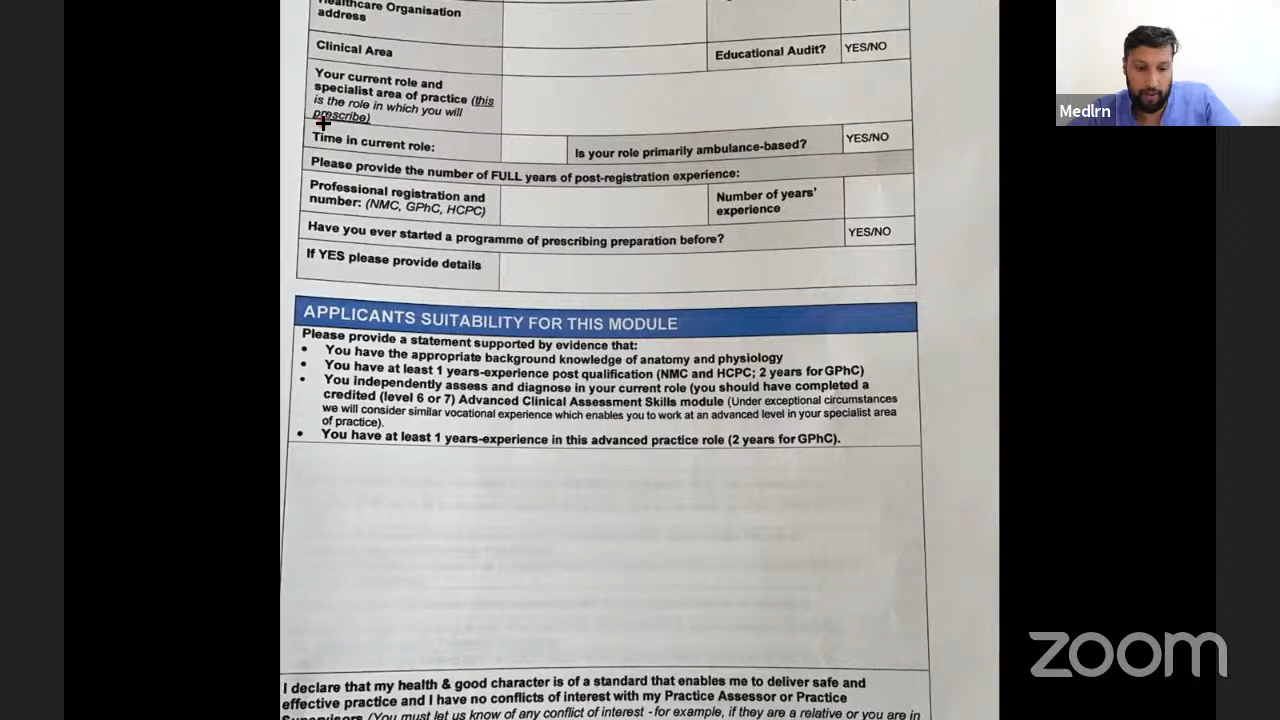 Healthcare Organisation
address
Clinical Area
Educational Audit?
YES/NO
Your current role and
specialist area of practice (this
is the role in which you will
prescribe)
Time in current role:
Is your role primarily ambulance-based?
YES/NO
Please provide the number of FULL years of post-registration experience:
Professional registration and
number: (NMC, GPhC, HCPC)
Number of years'
experience
Have you ever started a programme of prescribing preparation before?
YES/NO
If YES please provide details
APPLICANTS SUITABILITY FOR THIS MODULE
Please provide a statement supported by evidence that:
• You have the appropriate background knowledge of anatomy and physiology
• You have at least 1 years-experience post qualification (NMC and HCPC; 2 years for GPhC)
• You independently assess and diagnose in your current role (you should have completed a
credited (level 6 or 7) Advanced Clinical Assessment Skills module (Under exceptional circumstances
we will consider similar vocational experience which enables you to work at an advanced level in your specialist area
of practice).
• You have at least 1 years-experience in this advanced practice role (2 years for GPhC).
I declare that my health & good character is of a standard that enables me to deliver safe and
effective practice and I have no conflicts of interest with my Practice Assessor or Practice
Supervisors (You must let us know of any conflict of interest - for example, if they are a relative or you are in
Medlrn
zoom